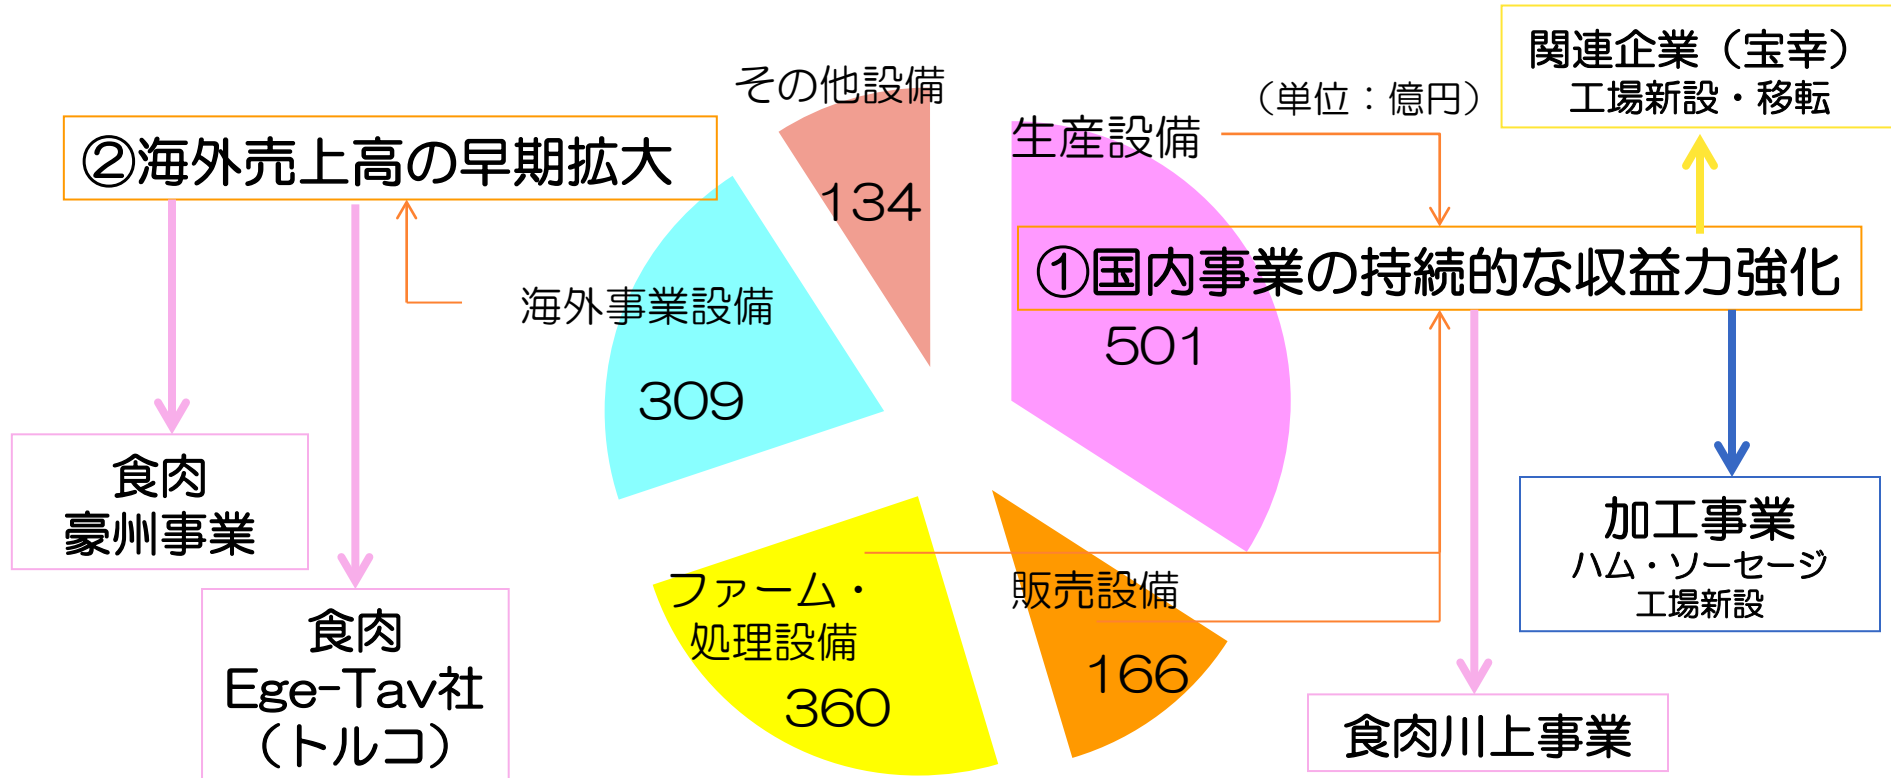 関連企業（宝幸）
工場新設・移転
（単位：億円）
その他設備
134
生産設備
501
②海外売上高の早期拡大
①国内事業の持続的な収益力強化
海外事業設備
309
食肉
豪州事業
食肉
Ege-Tav社
（トルコ）
ファーム・
処理設備
360
販売設備
166
加工事業
ハム・ソーセージ
工場新設
食肉川上事業